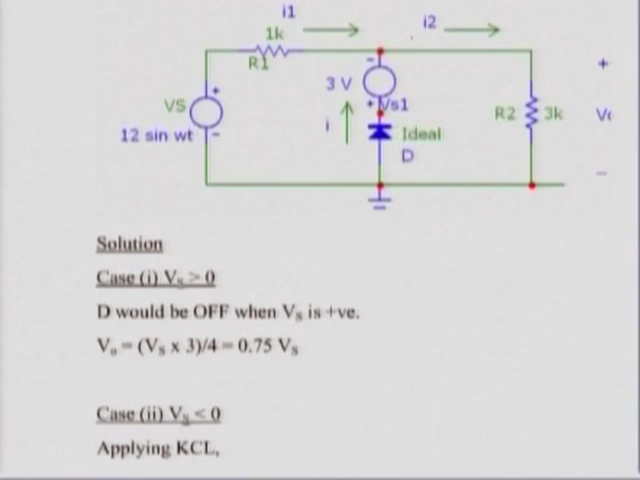 i1
i2
1k
R1
3 V
VS
12 sin wt
Vs1
i
Ideal
D
R2
3k
+
-
Solution
Case (i) Vs > 0
D would be OFF when Vs is +ve.
Vo = (Vs x 3)/4 = 0.75 Vs
Case (ii) Vs < 0
Applying KCL,